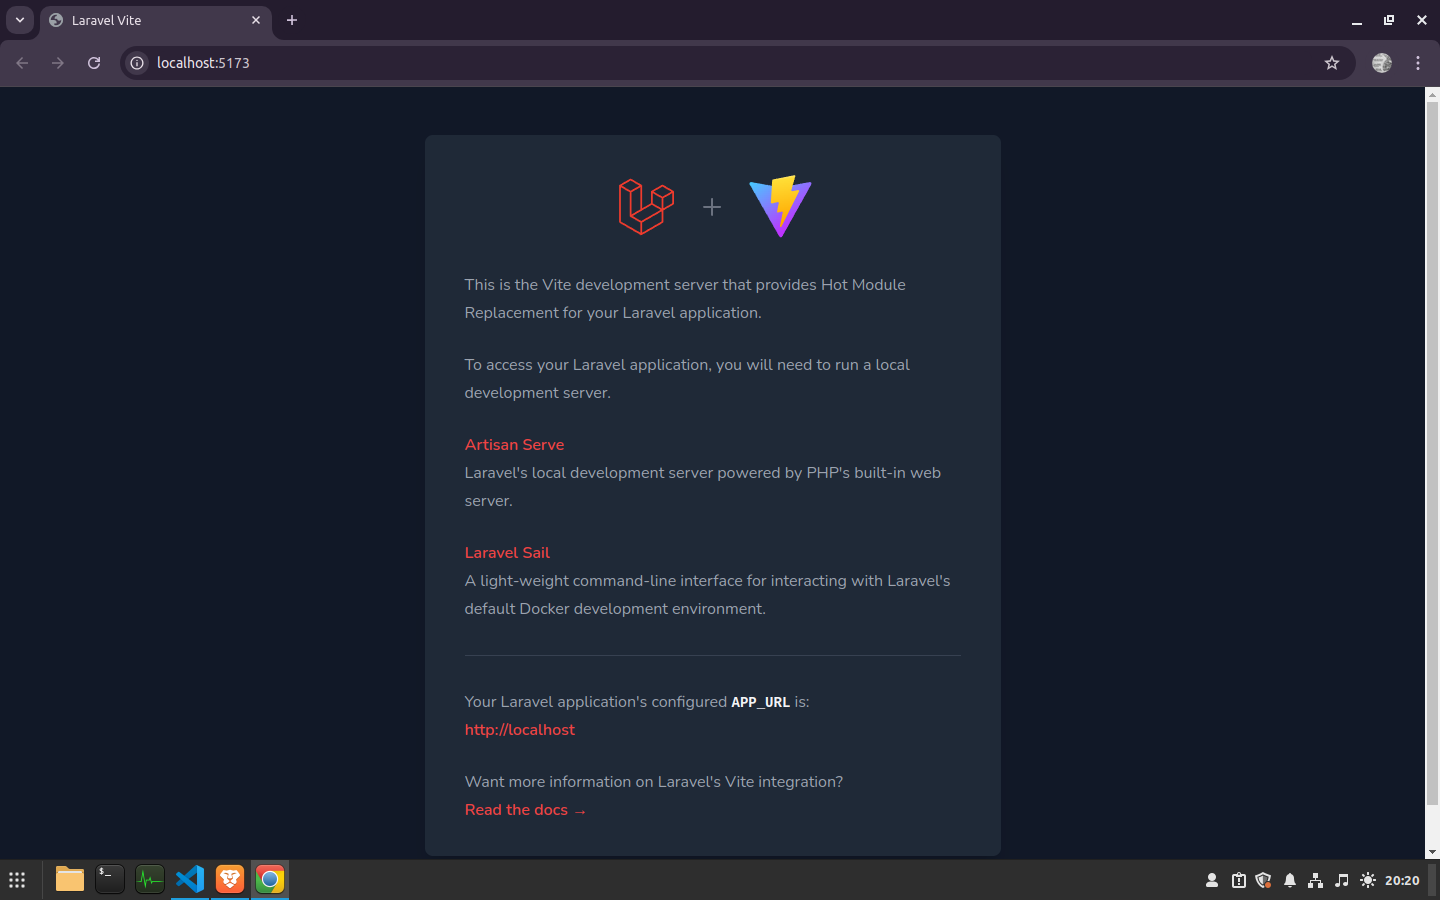 Laravel Vite
localhost:5173
This is the Vite development server that provides Hot Module
Replacement for your Laravel application.
To access your Laravel application, you will need to run a local
development server.
Artisan Serve
Laravel's local development server powered by PHP's built-in web
server.
Laravel Sail
A light-weight command-line interface for interacting with Laravel's
default Docker development environment.
Your Laravel application's configured APP_URL is:
http://localhost
Want more information on Laravel's Vite integration?
Read the docs →
$_
20:20